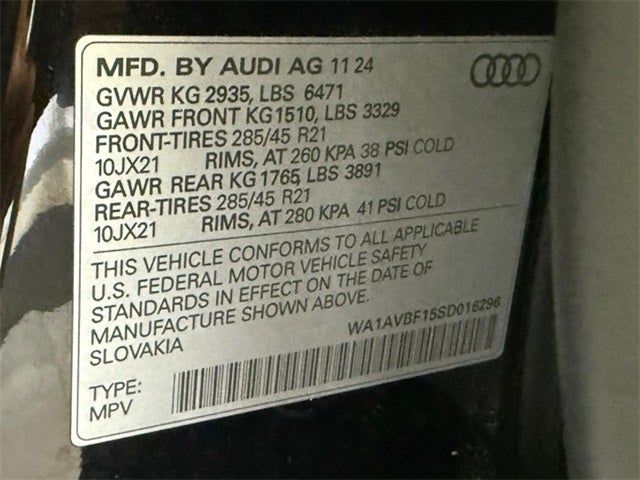 MFD. BY AUDI AG 11 24
GVWR KG 2935, LBS 6471
GAWR FRONT KG 1510, LBS 3329
FRONT-TIRES 285/45 R21
10JX21 RIMS, AT 260 KPA 38 PSI COLD
GAWR REAR KG 1765, LBS 3891
REAR-TIRES 285/45 R21
10JX21 RIMS, AT 280 KPA 41 PSI COLD
THIS VEHICLE CONFORMS TO ALL APPLICABLE
U.S. FEDERAL MOTOR VEHICLE SAFETY
STANDARDS IN EFFECT ON THE DATE OF
MANUFACTURE SHOWN ABOVE.
SLOVAKIA WA1AVBF15SD016296
TYPE:
MPV